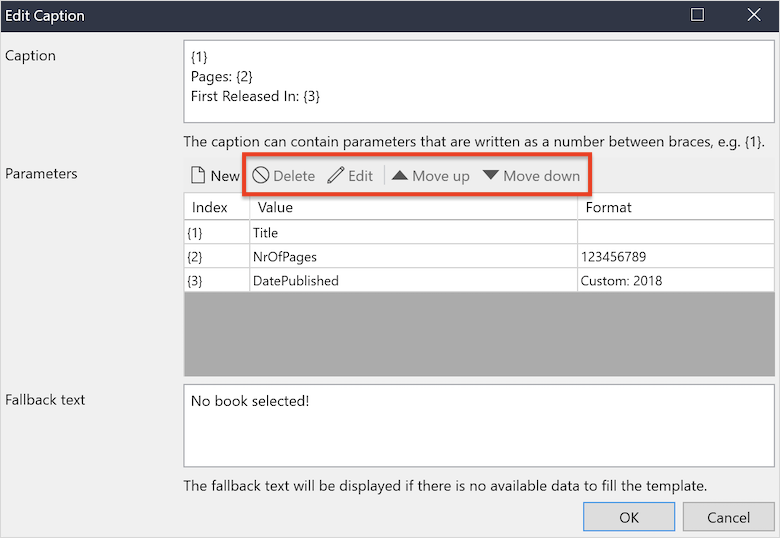 Edit Caption
Caption
{1}
Pages: {2}
First Released In: {3}
The caption can contain parameters that are written as a number between braces, e.g. {1}.
Parameters
New Delete Edit Move up Move down
Index Value Format
{1} Title
{2} NrOfPages 123456789
{3} DatePublished Custom: 2018
Fallback text
No book selected!
The fallback text will be displayed if there is no available data to fill the template.
OK Cancel